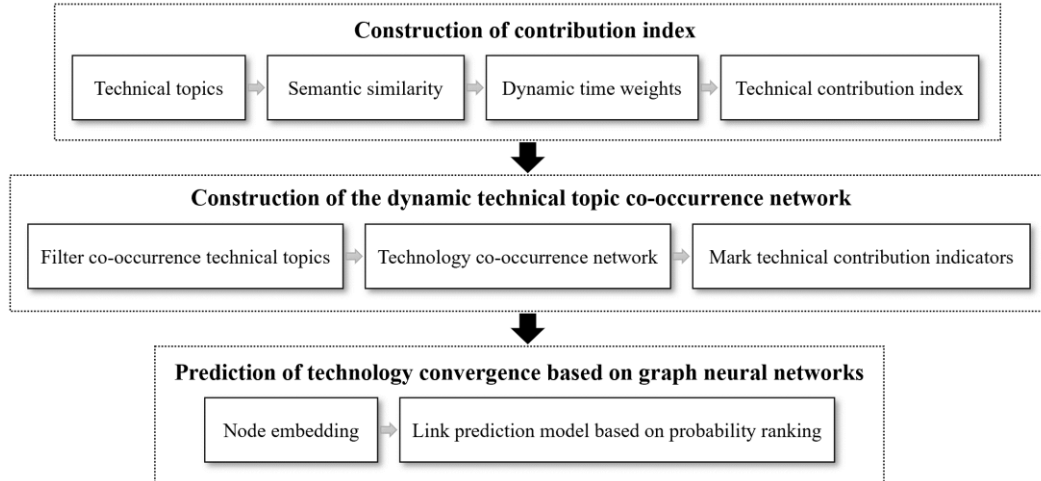 Construction of contribution index
Technical topics
Semantic similarity
Dynamic time weights
Technical contribution index
Construction of the dynamic technical topic co-occurrence network
Filter co-occurrence technical topics
Technology co-occurrence network
Mark technical contribution indicators
Prediction of technology convergence based on graph neural networks
Node embedding
Link prediction model based on probability ranking